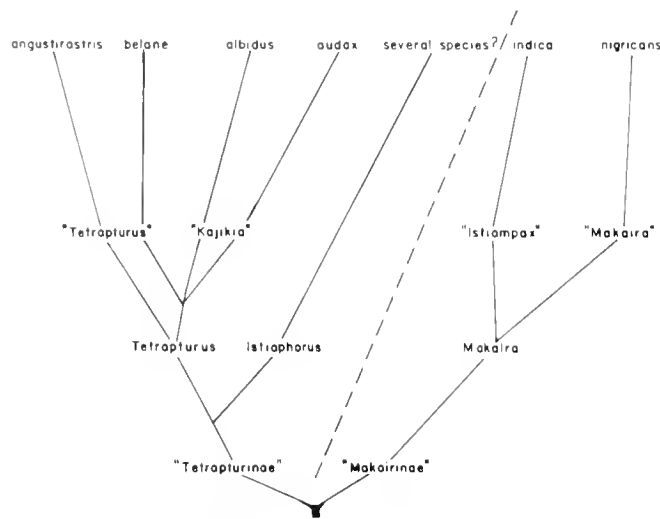 angustirostris belone albidus audax several species? indica nigricans
"Tetrapturus" "Kajikia" "Istiompax" "Makaira"
Tetrapturus Istiophorus Makaira
"Tetrapturinae" "Makairinae"